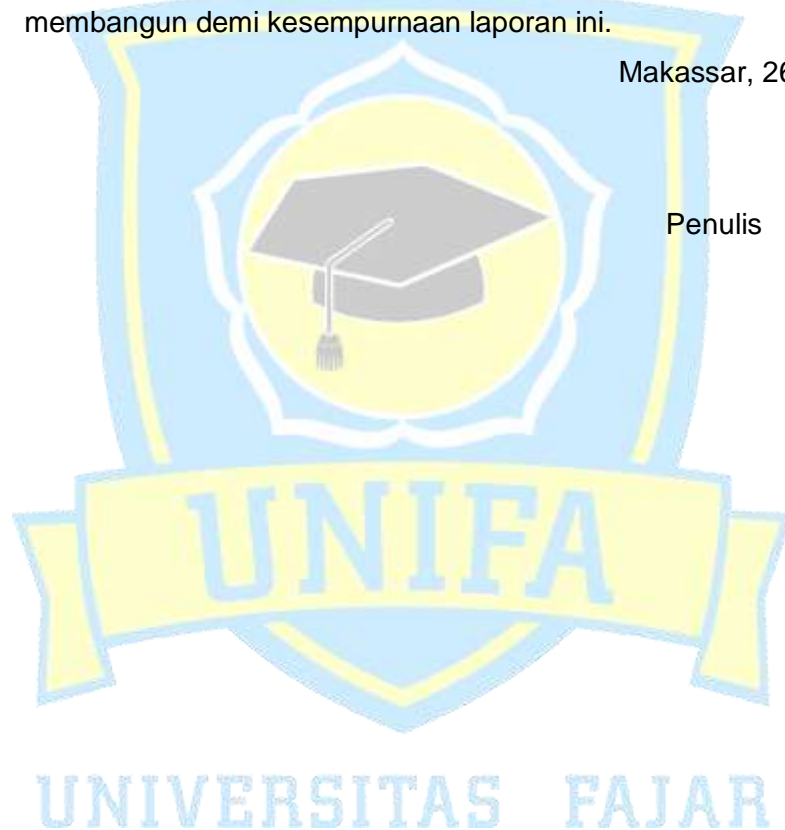 membangun demi kesempurnaan laporan ini.
Makassar, 26
Penulis
UNIFA
UNIVERSITAS FAJAR